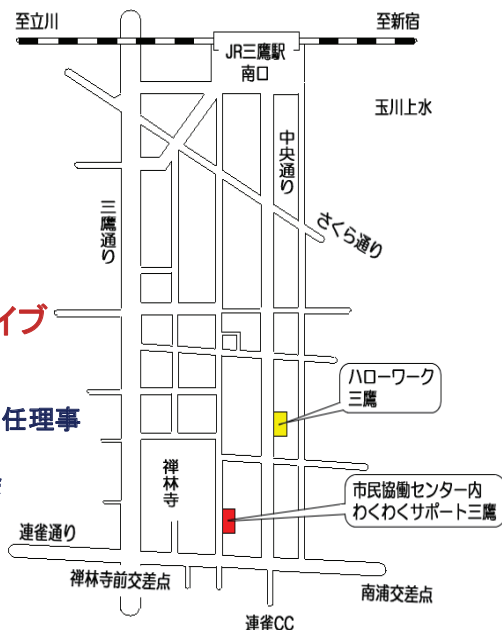 至立川
至新宿
JR三鷹駅
南口
玉川上水
中央通り
三鷹通り
さくら通り
イブ
ハローワーク
三鷹
任理事
禅林寺
市民協働センター内
わくわくサポート三鷹
連雀通り
禅林寺前交差点
南浦交差点
連雀CC